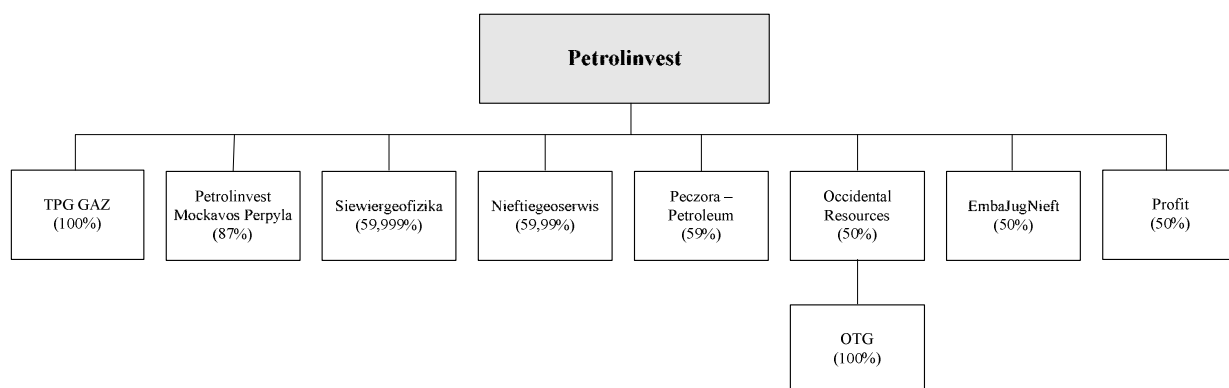 Petrolinvest
TPG GAZ
(100%)
Petrolinvest
Mockavos Perpyla
(87%)
Siewiergeofizika
(59,999%)
Nieftiegeoserwis
(59,99%)
Peczora –
Petroleum
(59%)
Occidental
Resources
(50%)
EmbaJugNieft
(50%)
Profit
(50%)
OTG
(100%)